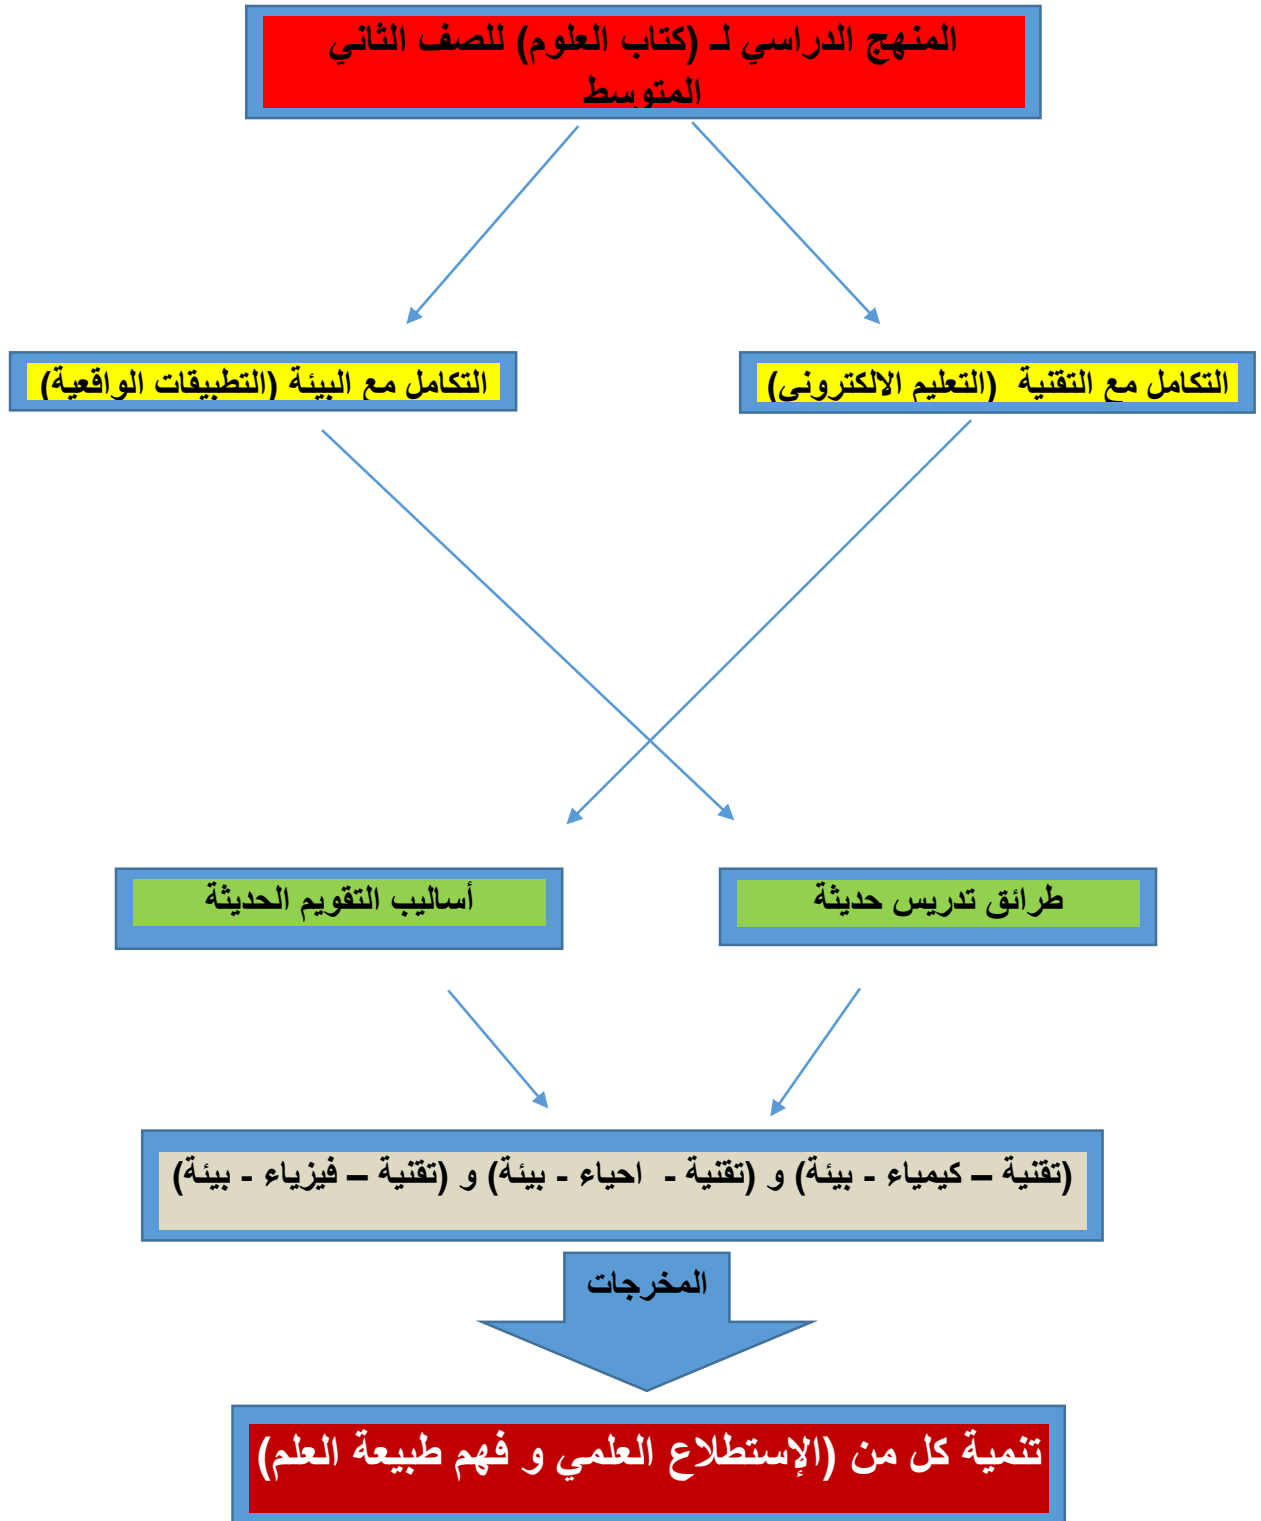 المنهج الدراسي لـ (كتاب العلوم) للصف الثاني
المتوسط
التكامل مع التقنية (التعليم الالكتروني)
التكامل مع البيئة (التطبيقات الواقعية)
طرائق تدريس حديثة
أساليب التقويم الحديثة
(تقنية – كيمياء - بيئة) و (تقنية - احياء - بيئة) و (تقنية – فيزياء - بيئة)
المخرجات
تنمية كل من (الإستطلاع العلمي و فهم طبيعة العلم)